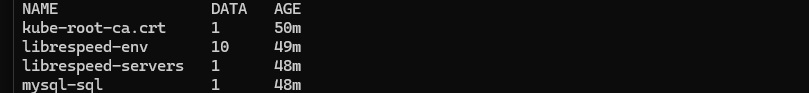 NAME DATA AGE
kube-root-ca.crt 1 50m
librespeed-env 10 49m
librespeed-servers 1 48m
mysql-sql 1 48m